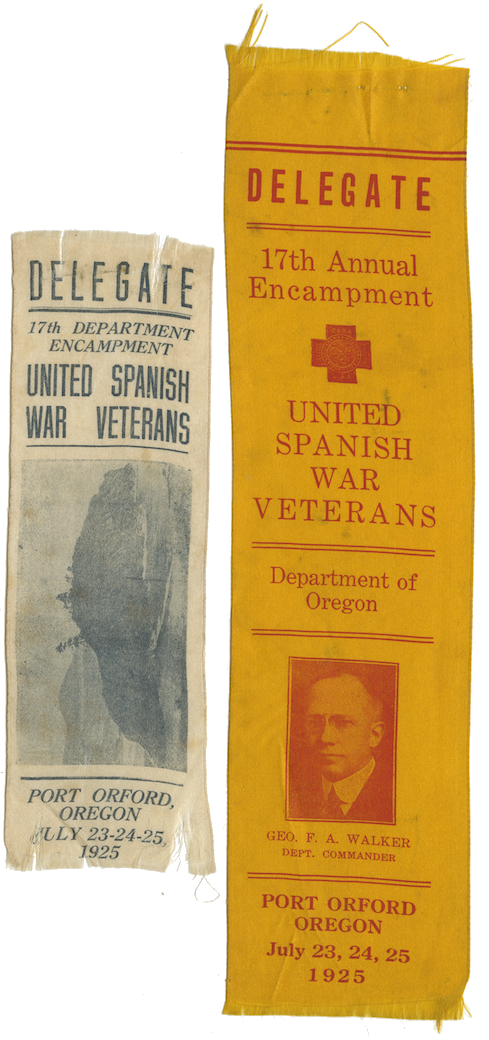 DELEGATE
17th DEPARTMENT
ENCAMPMENT
UNITED SPANISH
WAR VETERANS
PORT ORFORD,
OREGON
JULY 23-24-25,
1925
DELEGATE
17th Annual
Encampment
UNITED
SPANISH
WAR
VETERANS
Department of
Oregon
GEO. F. A. WALKER
DEPT. COMMANDER
PORT ORFORD
OREGON
July 23, 24, 25
1925